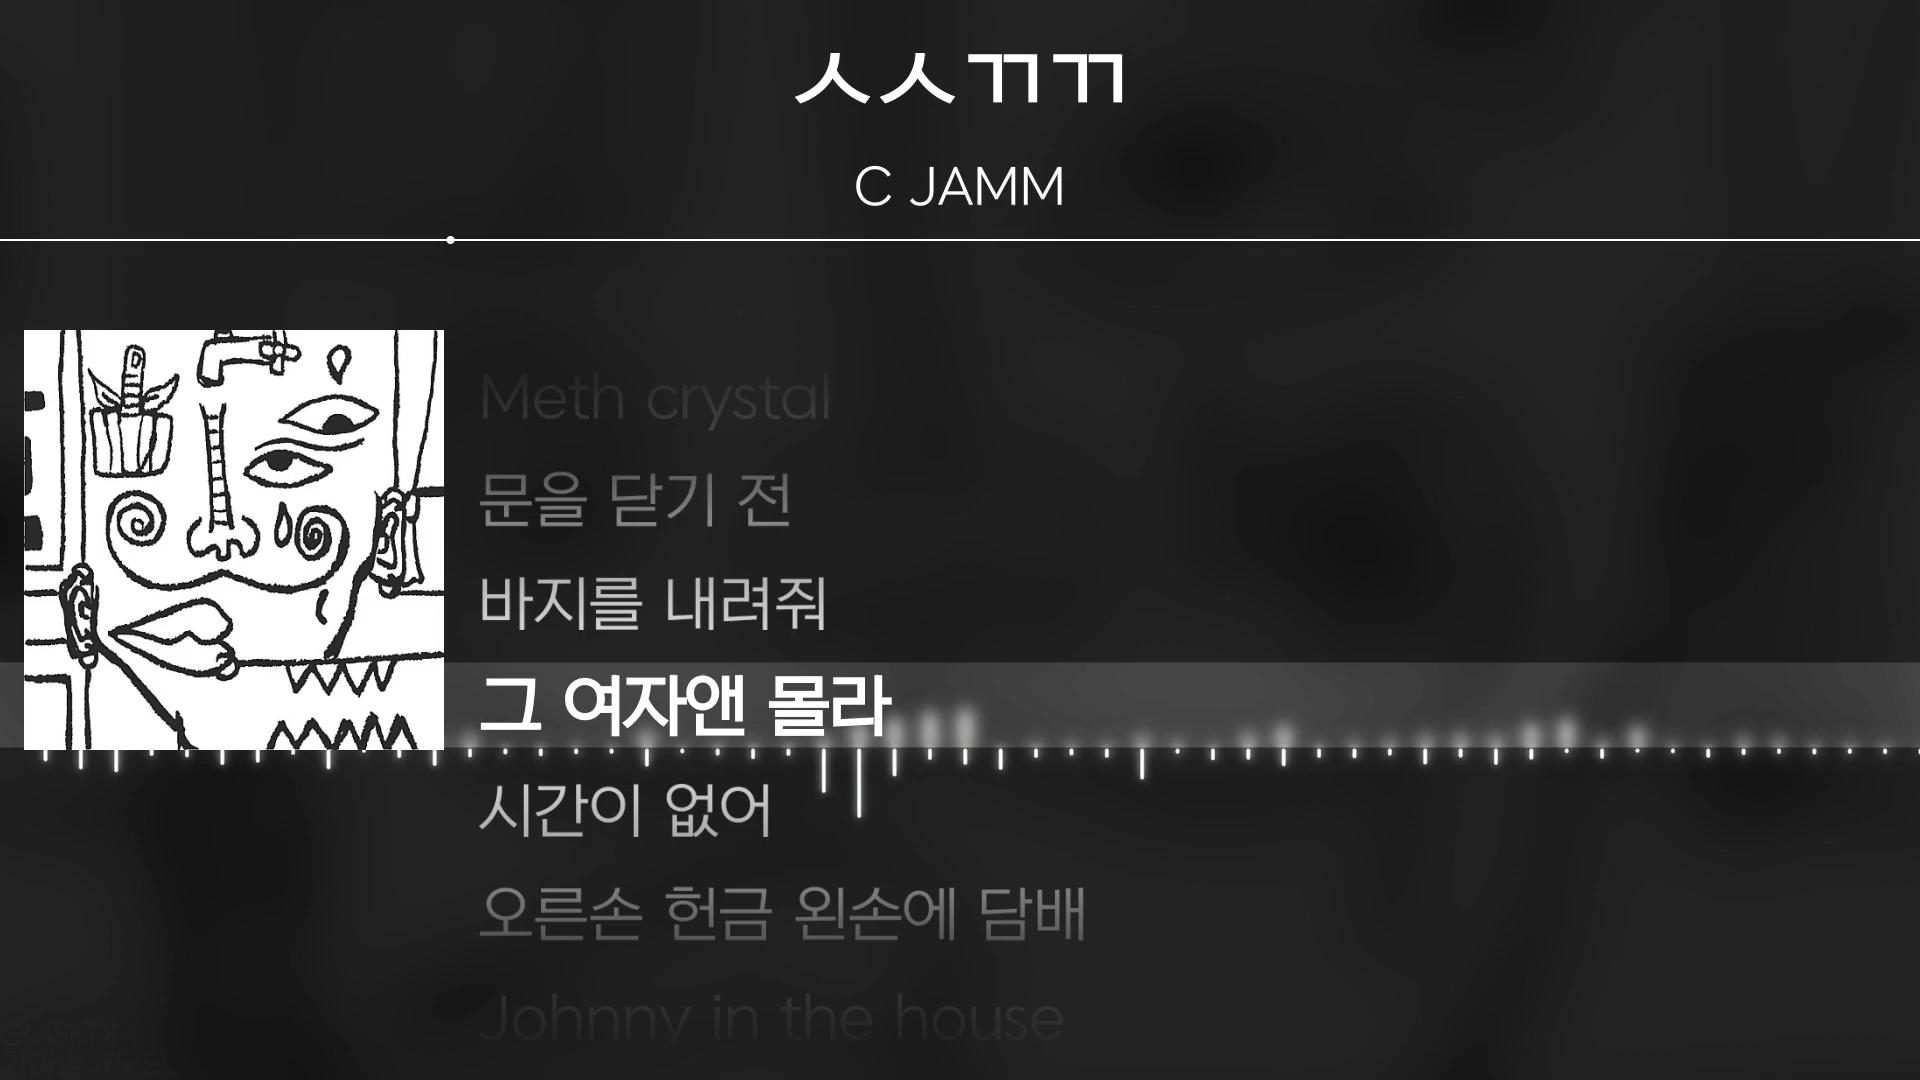 ㅅㅅㄲㄲ
C JAMM
Meth crystal
문을 닫기 전
바지를 내려줘
그 여자앤 몰라
시간이 없어
오른손 헌금 왼손에 담배
Johnny in the house